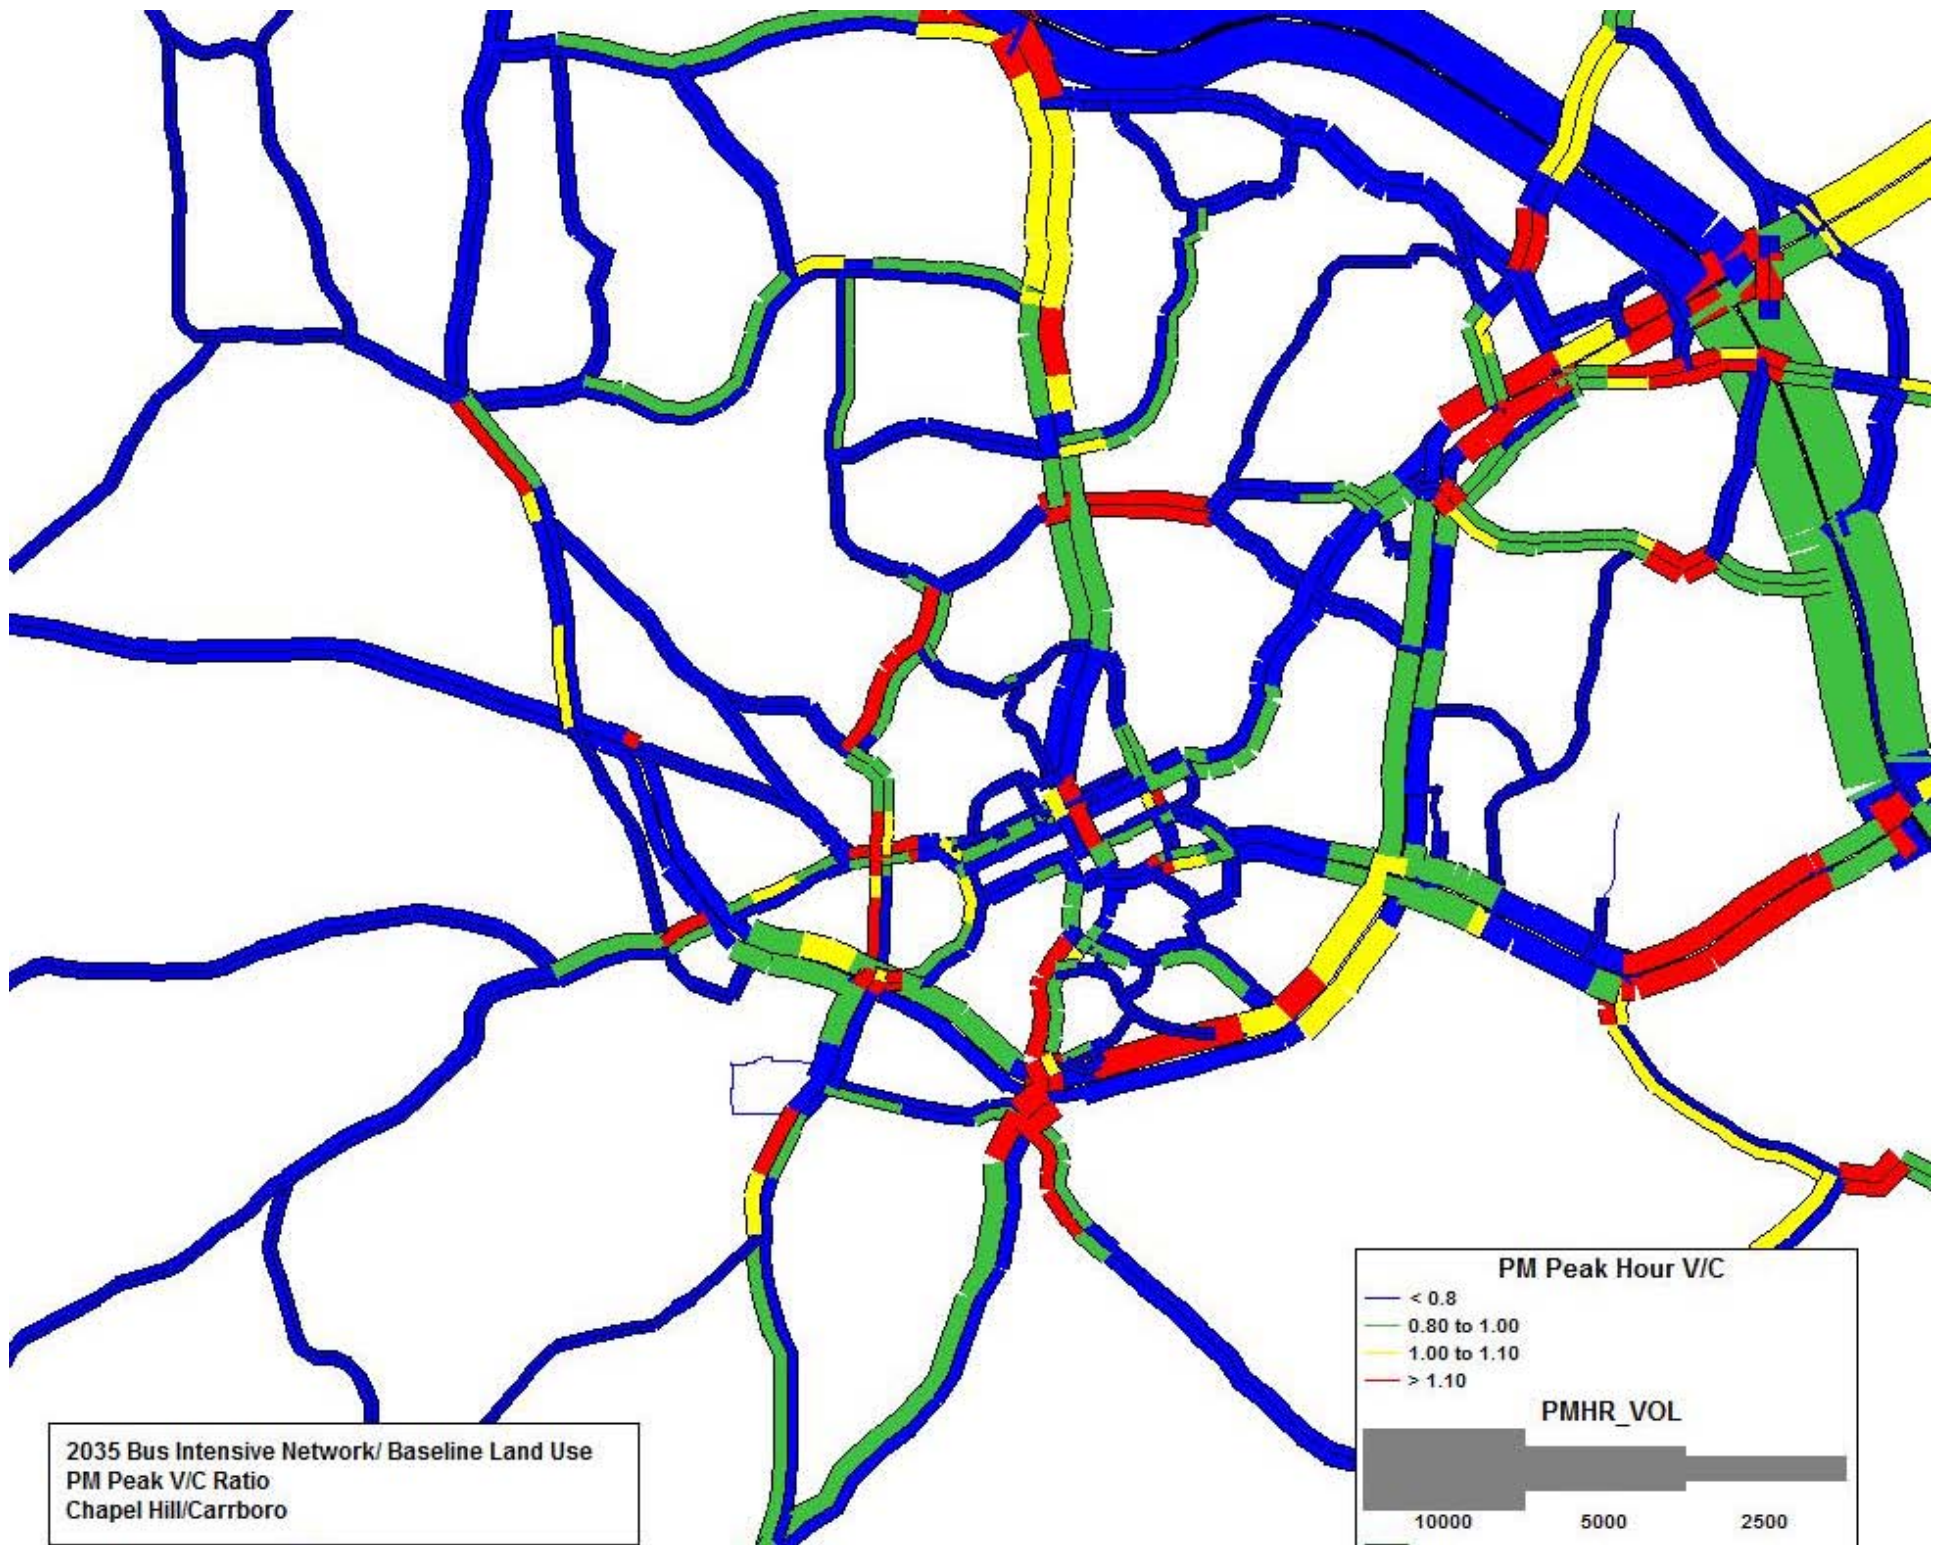 PM Peak Hour V/C
< 0.8
0.80 to 1.00
1.00 to 1.10
> 1.10
PMHR_VOL
10000 5000 2500
2035 Bus Intensive Network/ Baseline Land Use
PM Peak V/C Ratio
Chapel Hill/Carrboro